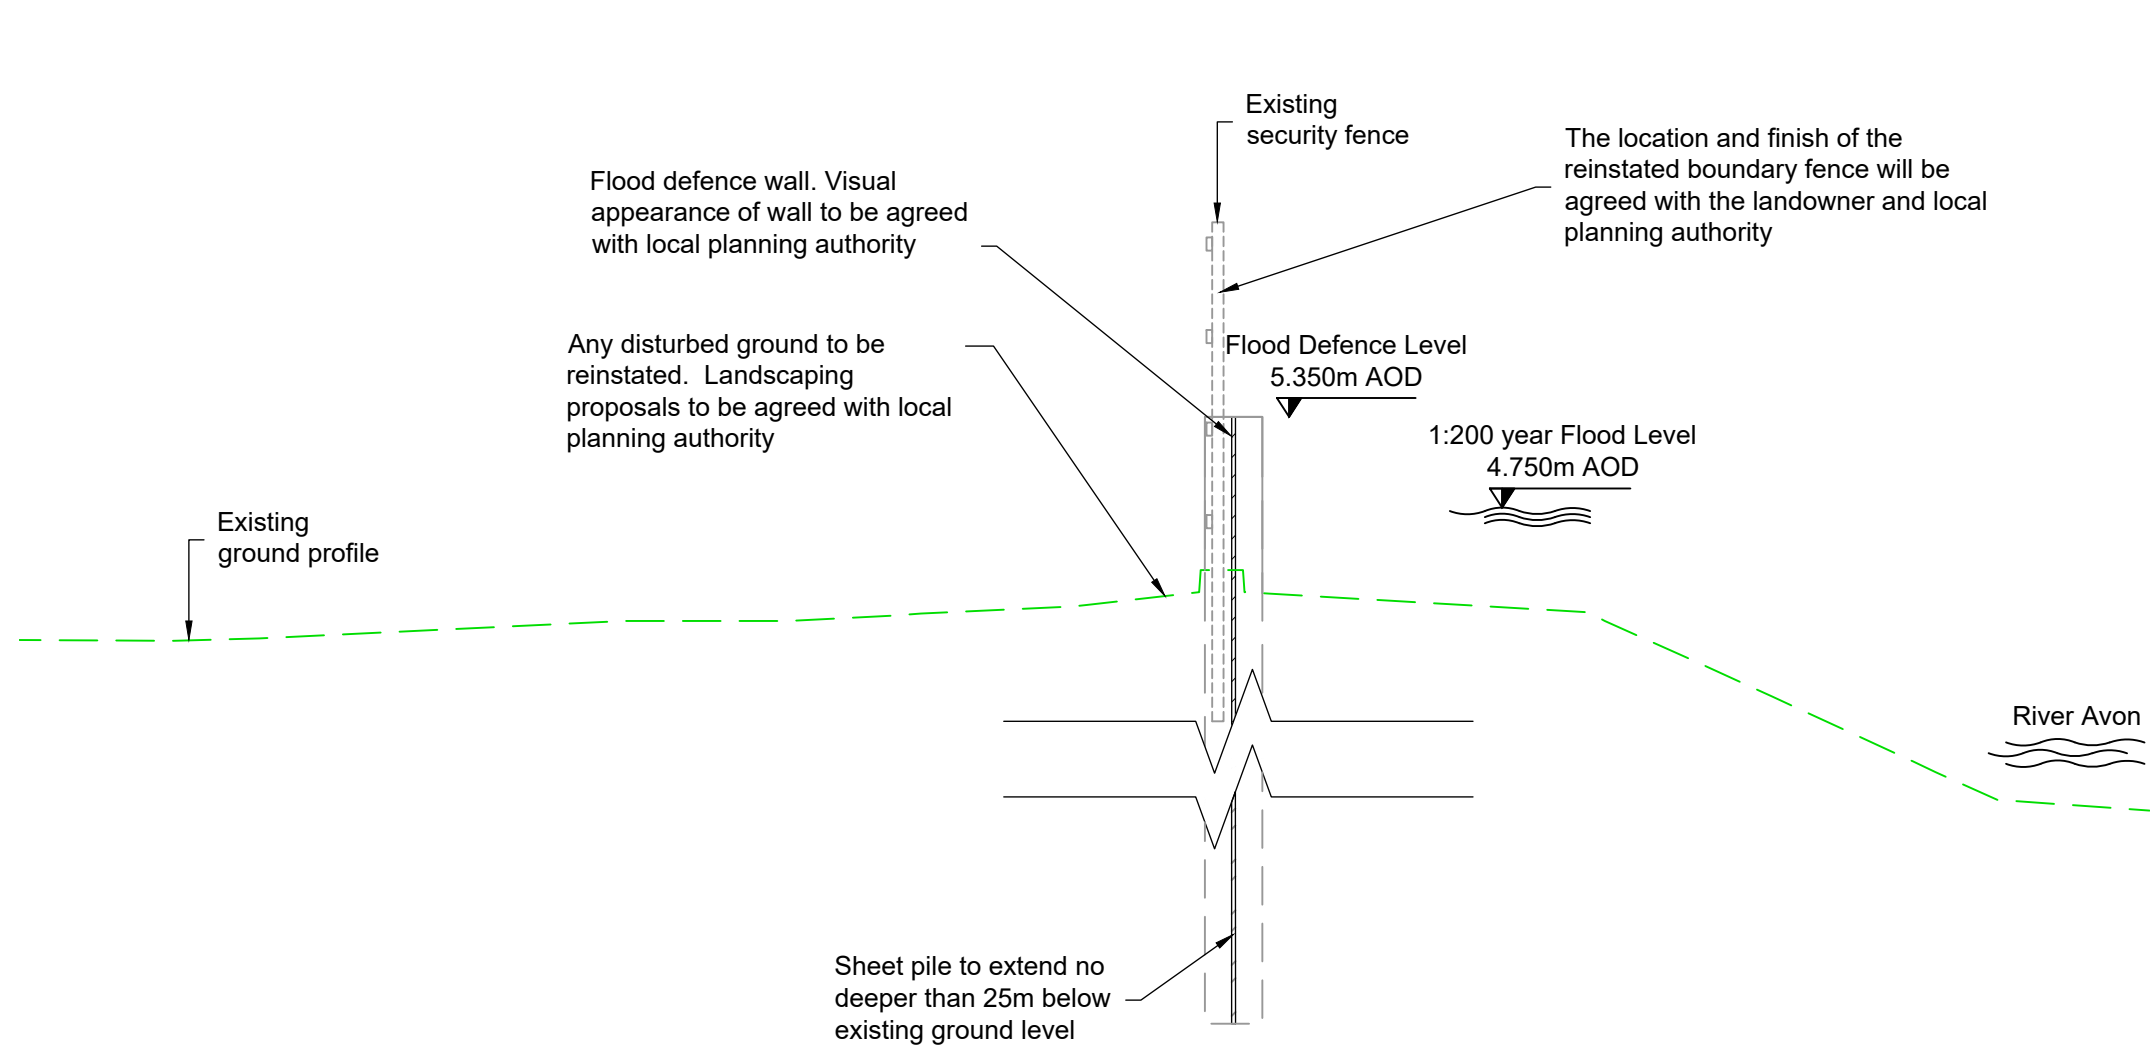 Existing
security fence
The location and finish of the
reinstated boundary fence will be
agreed with the landowner and local
planning authority
Flood defence wall. Visual
appearance of wall to be agreed
with local planning authority
Any disturbed ground to be
reinstated. Landscaping
proposals to be agreed with local
planning authority
Flood Defence Level
5.350m AOD
1:200 year Flood Level
4.750m AOD
Existing
ground profile
River Avon
Sheet pile to extend no
deeper than 25m below
existing ground level